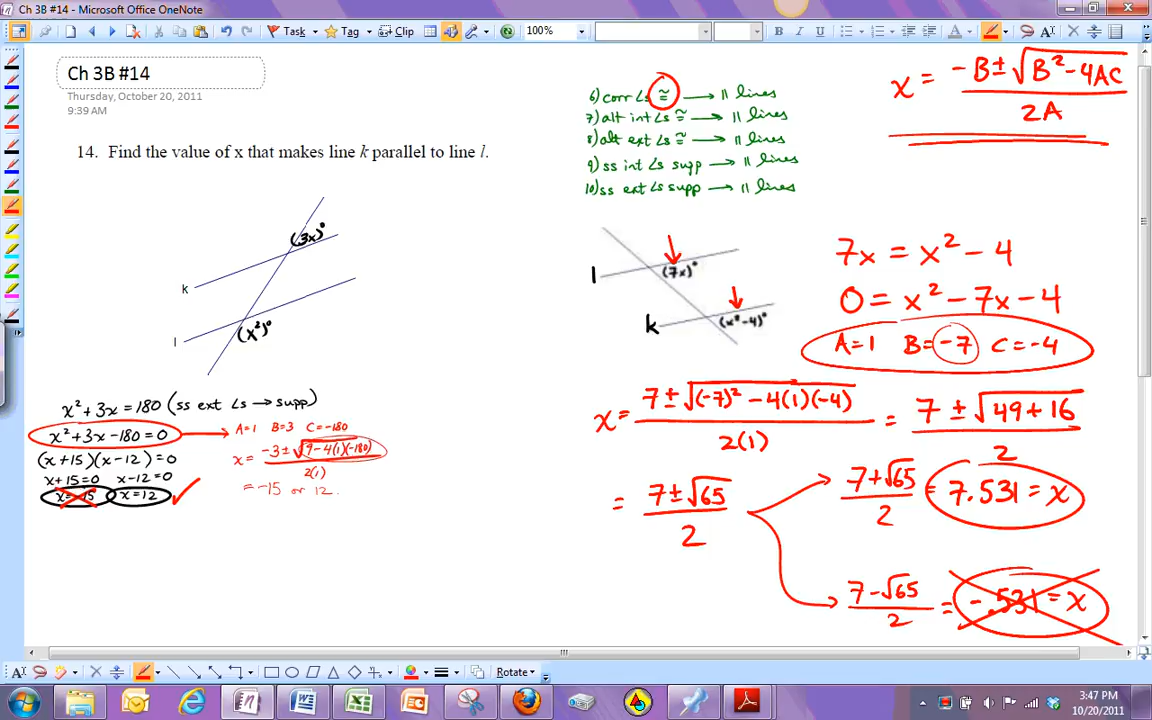 Ch 3B #14 - Microsoft Office OneNote
Task Tag Clip 100%
Ch 3B #14
Thursday, October 20, 2011
9:39 AM
14. Find the value of x that makes line k parallel to line l.
(3x)°
k
(x²)°
l
x² + 3x = 180 (ss ext ∠s → supp)
x² + 3x - 180 = 0
(x+15)(x-12) = 0
x+15=0 x-12=0
x=-15 x=12
A=1 B=3 C=-180
x = -3 ± √9-4(1)(-180)
2(1)
= -15 or 12.
6) corr ∠s ≅ → || lines
7) alt int ∠s ≅ → || lines
8) alt ext ∠s ≅ → || lines
9) ss int ∠s supp → || lines
10) ss ext ∠s supp → || lines
l
(7x)°
k
(x²-4)°
x = -B ± √B² - 4AC
2A
7x = x² - 4
0 = x² - 7x - 4
A=1 B=-7 C=-4
x = 7 ± √(-7)² - 4(1)(-4) = 7 ± √49+16
2(1) 2
= 7 ± √65
2
7+√65 = 7.531 = x
2
7-√65 = -.531 = x
2
A Rotate
3:47 PM
10/20/2011